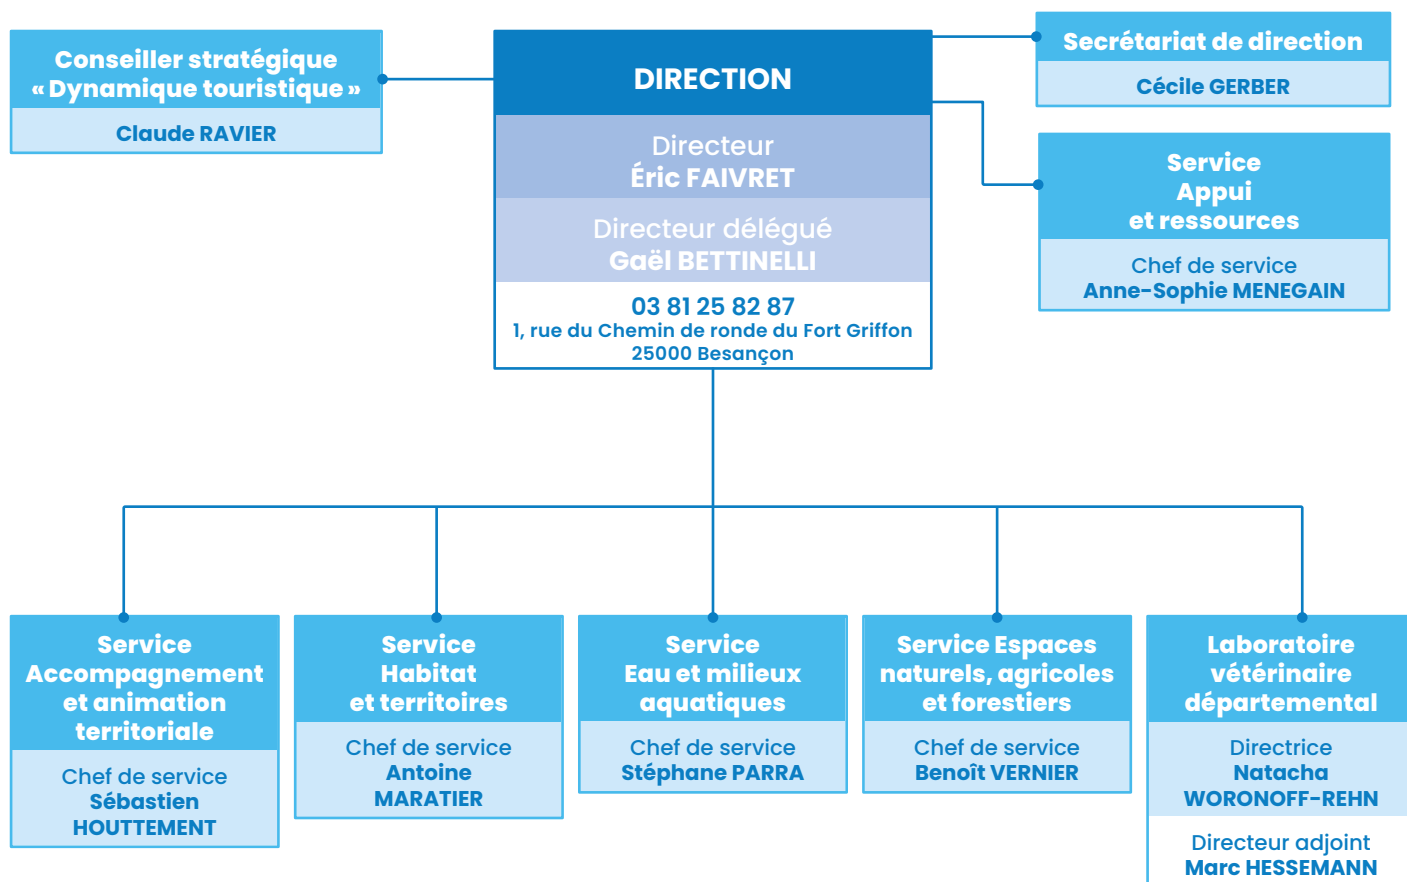 Conseiller stratégique
« Dynamique touristique »
Claude RAVIER
DIRECTION
Directeur
Éric FAIVRET
Directeur délégué
Gaël BETTINELLI
03 81 25 82 87
1, rue du Chemin de ronde du Fort Griffon
25000 Besançon
Secrétariat de direction
Cécile GERBER
Service
Appui
et ressources
Chef de service
Anne-Sophie MENEGAIN
Service
Accompagnement
et animation
territoriale
Chef de service
Sébastien
HOUTTEMENT
Service
Habitat
et territoires
Chef de service
Antoine
MARATIER
Service
Eau et milieux
aquatiques
Chef de service
Stéphane PARRA
Service Espaces
naturels, agricoles
et forestiers
Chef de service
Benoît VERNIER
Laboratoire
vétérinaire
départemental
Directrice
Natacha
WORONOFF-REHN
Directeur adjoint
Marc HESSEMANN